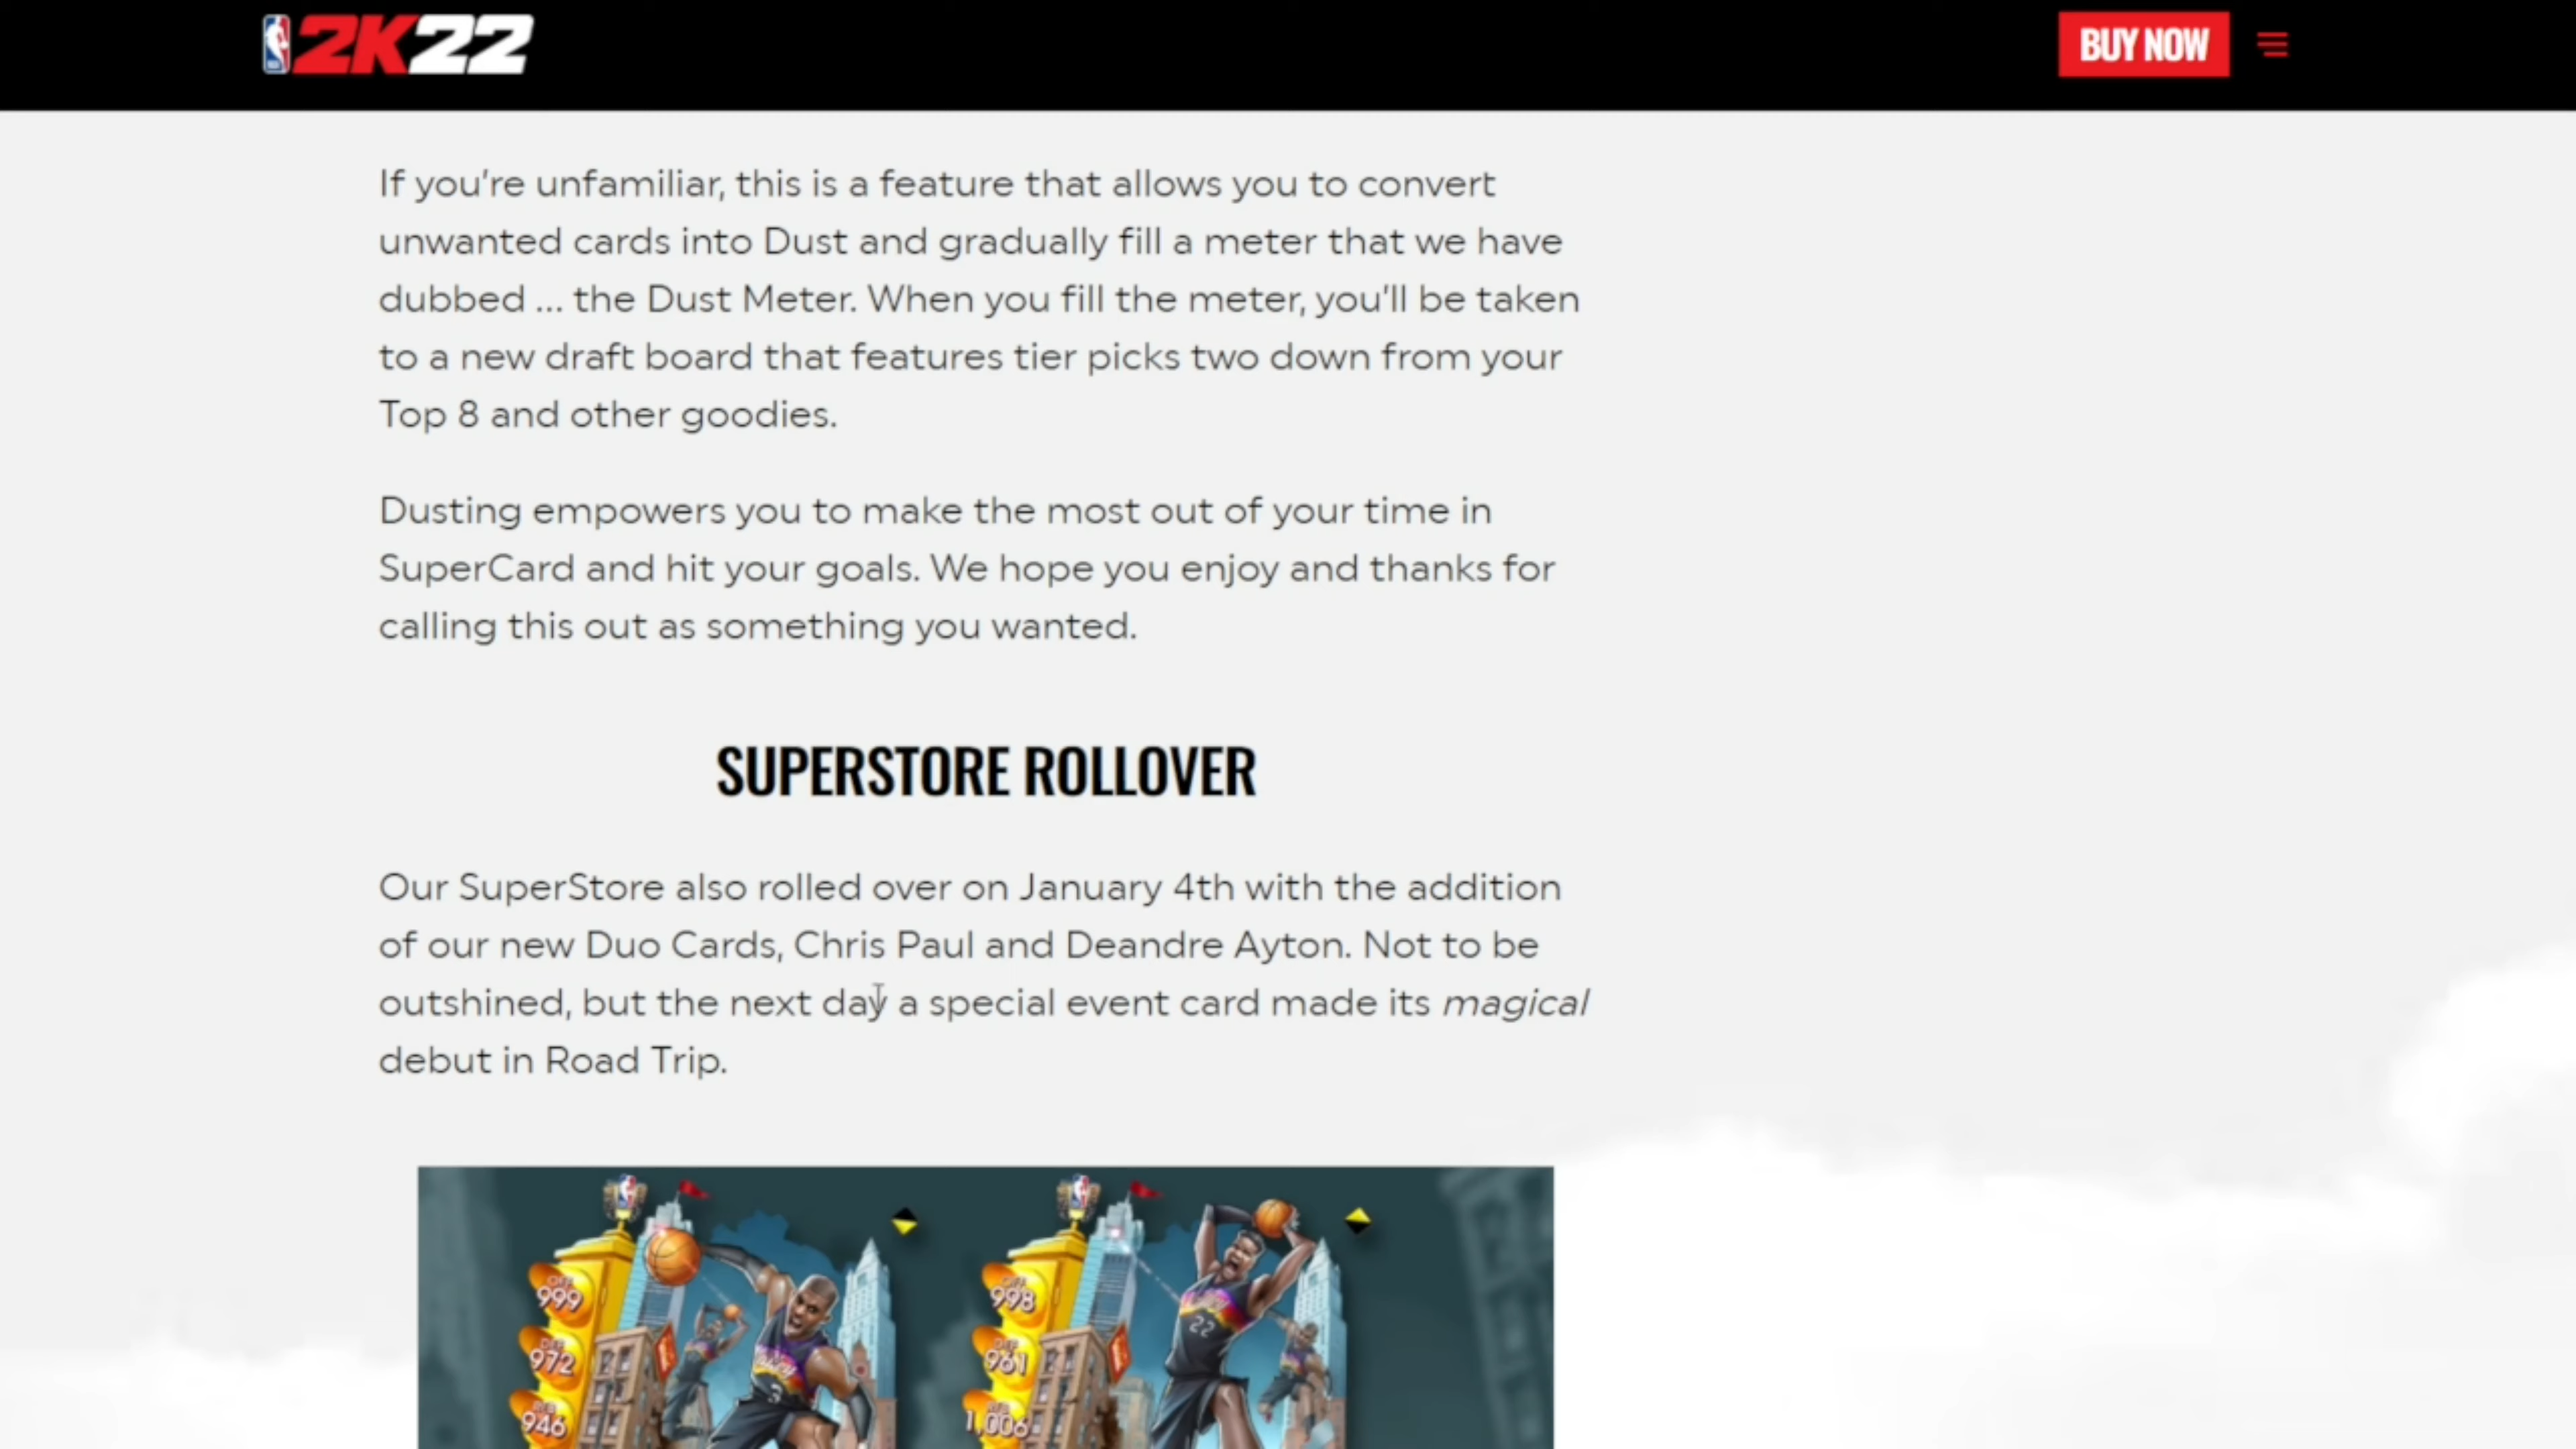 2K22
BUY NOW
If you're unfamiliar, this is a feature that allows you to convert
unwanted cards into Dust and gradually fill a meter that we have
dubbed ... the Dust Meter. When you fill the meter, you'll be taken
to a new draft board that features tier picks two down from your
Top 8 and other goodies.
Dusting empowers you to make the most out of your time in
SuperCard and hit your goals. We hope you enjoy and thanks for
calling this out as something you wanted.
SUPERSTORE ROLLOVER
Our SuperStore also rolled over on January 4th with the addition
of our new Duo Cards, Chris Paul and Deandre Ayton. Not to be
outshined, but the next day a special event card made its magical
debut in Road Trip.
999
972
946
3
998
961
1,006
22